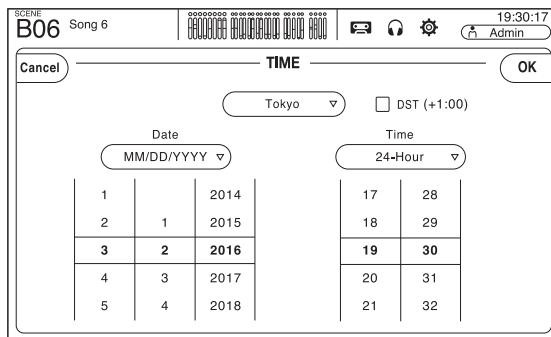 SCENE
B06 Song 6
19:30:17
Admin
Cancel
TIME
OK
Tokyo
DST (+1:00)
Date
Time
MM/DD/YYYY
24-Hour
1 2014 17 28
2 1 2015 18 29
3 2 2016 19 30
4 3 2017 20 31
5 4 2018 21 32